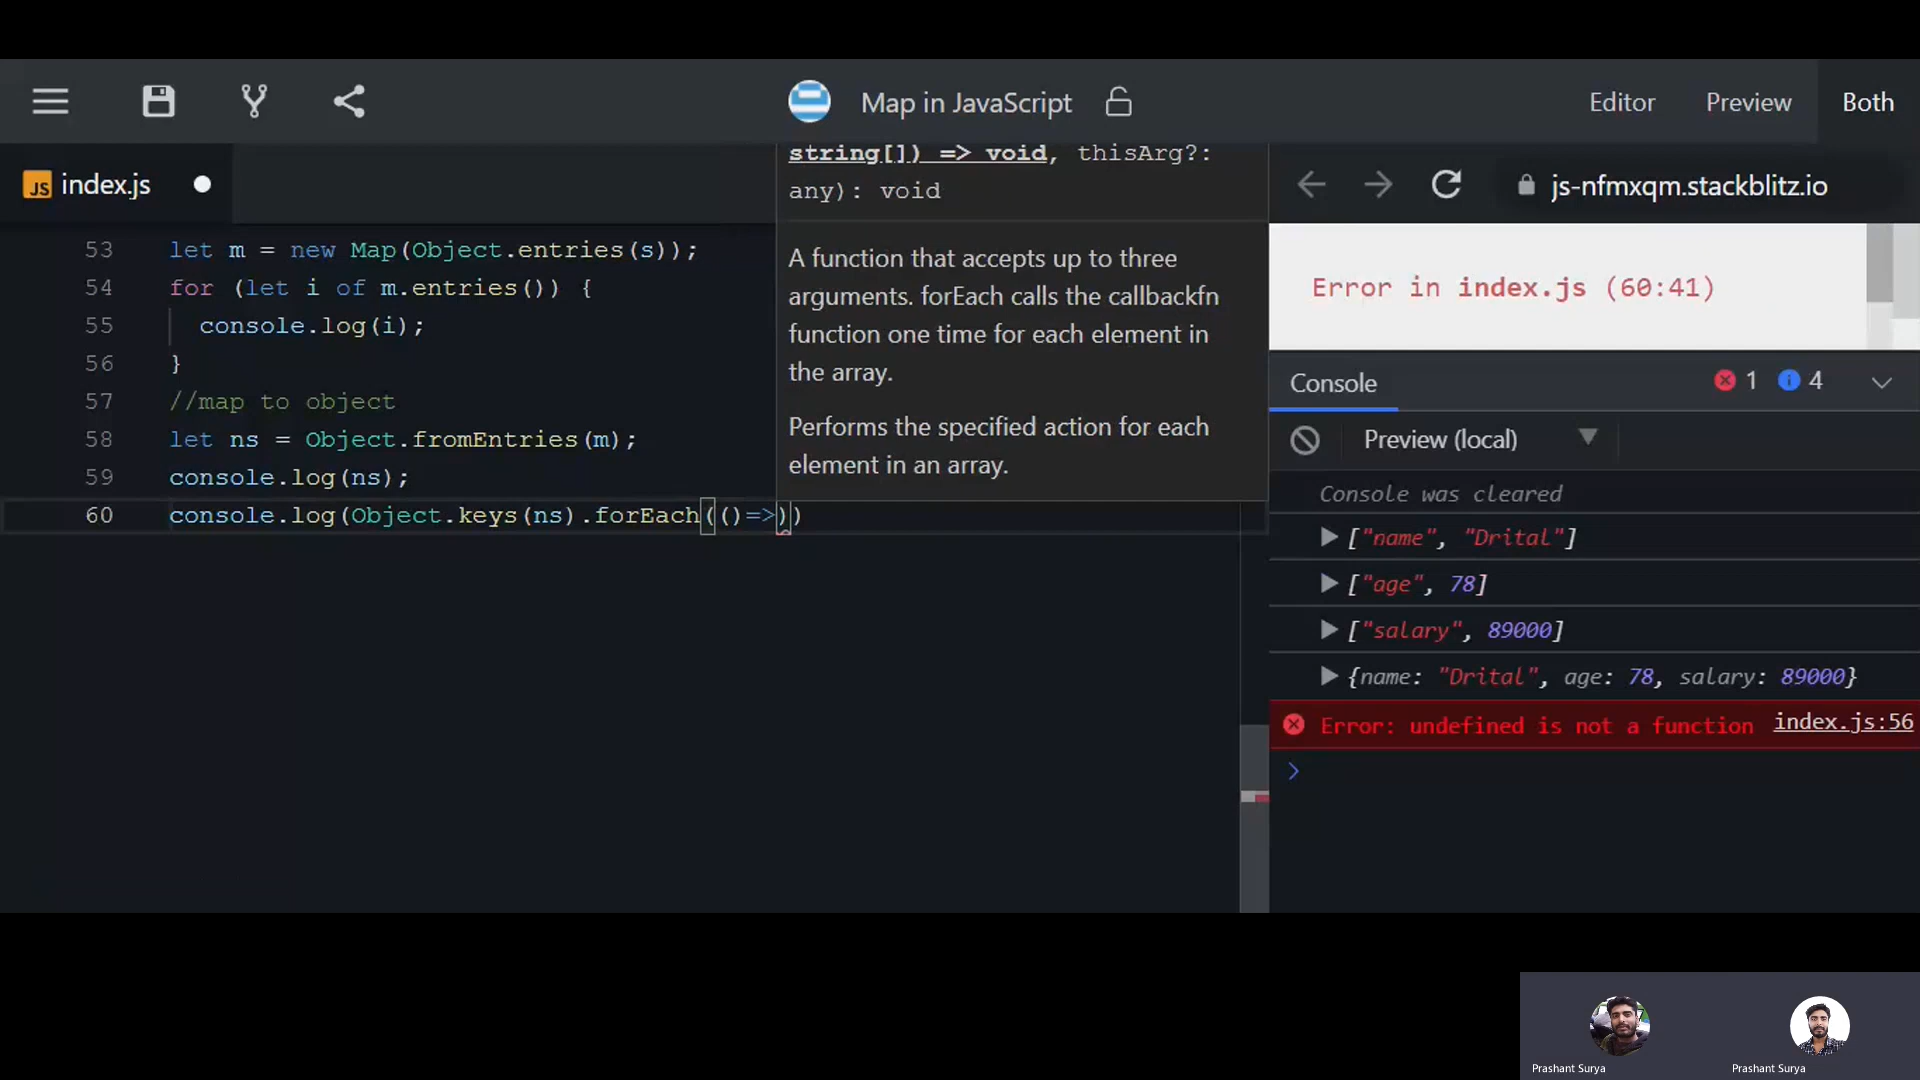 Map in JavaScript
Editor Preview Both
JS index.js
string[]) => void, thisArg?:
any): void
A function that accepts up to three
arguments. forEach calls the callbackfn
function one time for each element in
the array.
Performs the specified action for each
element in an array.
53 let m = new Map(Object.entries(s));
54 for (let i of m.entries()) {
55 console.log(i);
56 }
57 //map to object
58 let ns = Object.fromEntries(m);
59 console.log(ns);
60 console.log(Object.keys(ns).forEach(()=>))
js-nfmxqm.stackblitz.io
Error in index.js (60:41)
Console 1 4
Preview (local)
Console was cleared
["name", "Drital"]
["age", 78]
["salary", 89000]
{name: "Drital", age: 78, salary: 89000}
Error: undefined is not a function index.js:56
Prashant Surya
Prashant Surya